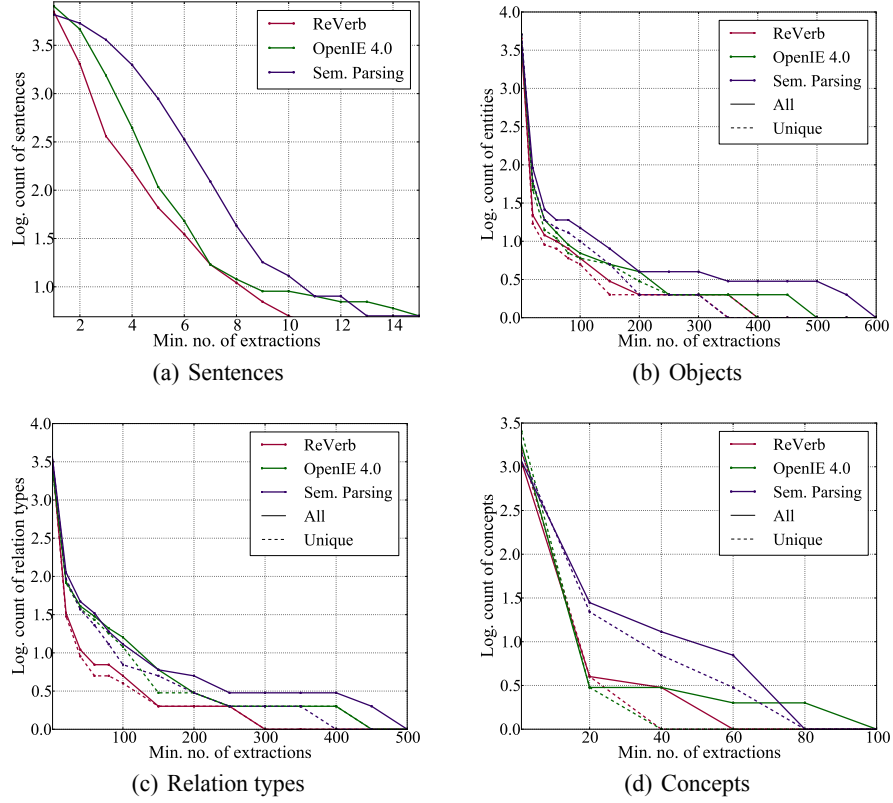 3.5
3.0
2.5
2.0
1.5
1.0
Log. count of sentences
ReVerb
OpenIE 4.0
Sem. Parsing
2 4 6 8 10 12 14
Min. no. of extractions
(a) Sentences
4.0
3.5
3.0
2.5
2.0
1.5
1.0
0.5
0.0
Log. count of entities
ReVerb
OpenIE 4.0
Sem. Parsing
All
Unique
100 200 300 400 500 600
Min. no. of extractions
(b) Objects
4.0
3.5
3.0
2.5
2.0
1.5
1.0
0.5
0.0
Log. count of relation types
ReVerb
OpenIE 4.0
Sem. Parsing
All
Unique
100 200 300 400 500
Min. no. of extractions
(c) Relation types
3.5
3.0
2.5
2.0
1.5
1.0
0.5
0.0
Log. count of concepts
ReVerb
OpenIE 4.0
Sem. Parsing
All
Unique
20 40 60 80 100
Min. no. of extractions
(d) Concepts